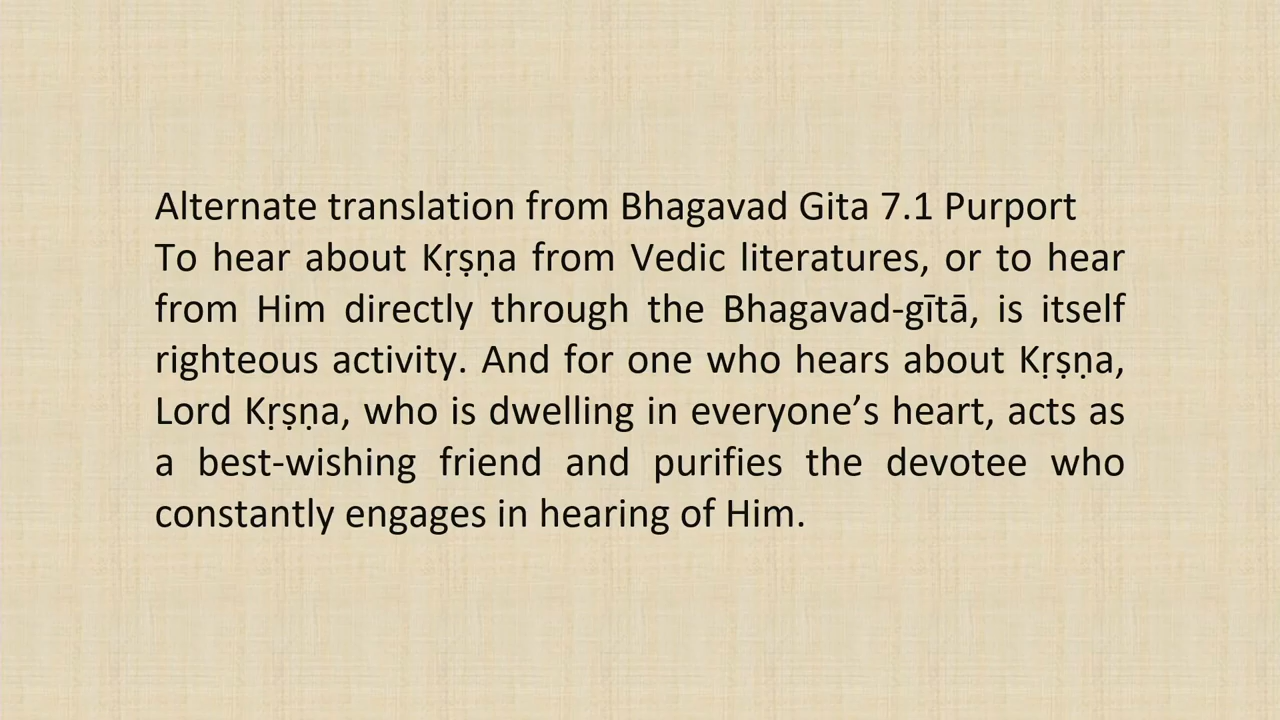 Alternate translation from Bhagavad Gita 7.1 Purport
To hear about Kṛṣṇa from Vedic literatures, or to hear
from Him directly through the Bhagavad-gītā, is itself
righteous activity. And for one who hears about Kṛṣṇa,
Lord Kṛṣṇa, who is dwelling in everyone’s heart, acts as
a best-wishing friend and purifies the devotee who
constantly engages in hearing of Him.